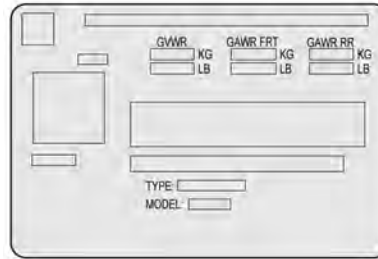 GVWR GAWR FRT GAWR RR
KG KG KG
LB LB LB
TYPE:
MODEL: